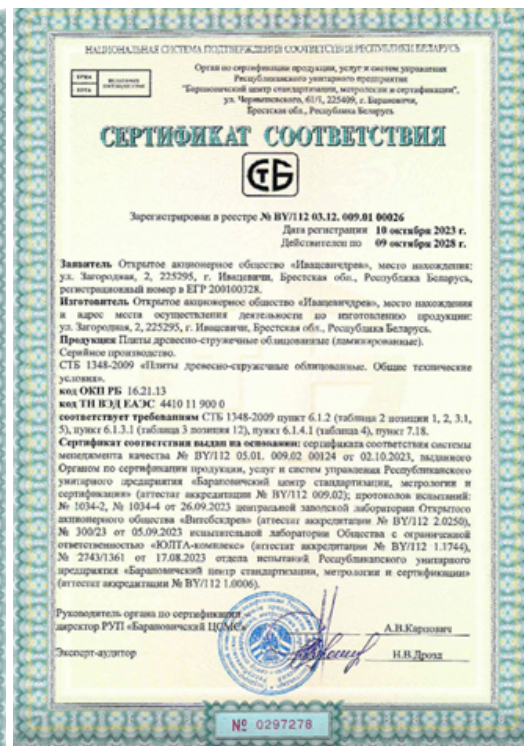 НАЦИОНАЛЬНАЯ СИСТЕМА ПОДТВЕРЖДЕНИЯ СООТВЕТСТВИЯ РЕСПУБЛИКИ БЕЛАРУСЬ
Орган по сертификации продукции, услуг и систем управления
Республиканского унитарного предприятия
"Барановичский центр стандартизации, метрологии и сертификации",
ул. Чернышевского, 61/1, 225409, г. Барановичи,
Брестская обл., Республика Беларусь
СЕРТИФИКАТ СООТВЕТСТВИЯ
СТБ
Зарегистрирован в реестре № BY/112 03.12. 009.01 00026
Дата регистрации 10 октября 2023 г.
Действителен по 09 октября 2028 г.
Заявитель Открытое акционерное общество «Ивацевичдрев», место нахождения:
ул. Загородная, 2, 225295, г. Ивацевичи, Брестская обл., Республика Беларусь,
регистрационный номер в ЕГР 200100328.
Изготовитель Открытое акционерное общество «Ивацевичдрев», место нахождения
и адрес места осуществления деятельности по изготовлению продукции:
ул. Загородная, 2, 225295, г. Ивацевичи, Брестская обл., Республика Беларусь.
Продукция Плиты древесно-стружечные облицованные (ламинированные).
Серийное производство.
СТБ 1348-2009 «Плиты древесно-стружечные облицованные. Общие технические
условия».
код ОКП РБ 16.21.13
код ТН ВЭД ЕАЭС 4410 11 900 0
соответствует требованиям СТБ 1348-2009 пункт 6.1.2 (таблица 2 позиции 1, 2, 3.1,
5), пункт 6.1.3.1 (таблица 3 позиция 12), пункт 6.1.4.1 (таблица 4), пункт 7.18.
Сертификат соответствия выдан на основании: сертификата соответствия системы
менеджмента качества № BY/112 05.01. 009.02 00124 от 02.10.2023, выданного
Органом по сертификации продукции, услуг и систем управления Республиканского
унитарного предприятия «Барановичский центр стандартизации, метрологии и
сертификации» (аттестат аккредитации № BY/112 009.02); протоколов испытаний:
№ 1034-2, № 1034-4 от 26.09.2023 центральной заводской лаборатории Открытого
акционерного общества «Витебскдрев» (аттестат аккредитации № BY/112 2.0250),
№ 300/23 от 05.09.2023 испытательной лаборатории Общества с ограниченной
ответственностью «ЮЛТА-комплекс» (аттестат аккредитации № BY/112 1.1744),
№ 2743/1361 от 17.08.2023 отдела испытаний Республиканского унитарного
предприятия «Барановичский центр стандартизации, метрологии и сертификации»
(аттестат аккредитации № BY/112 1.0006).
Руководитель органа по сертификации
директор РУП «Барановичский ЦСМС» А.В.Карпович
Эксперт-аудитор Н.В.Дрозд
№ 0297278